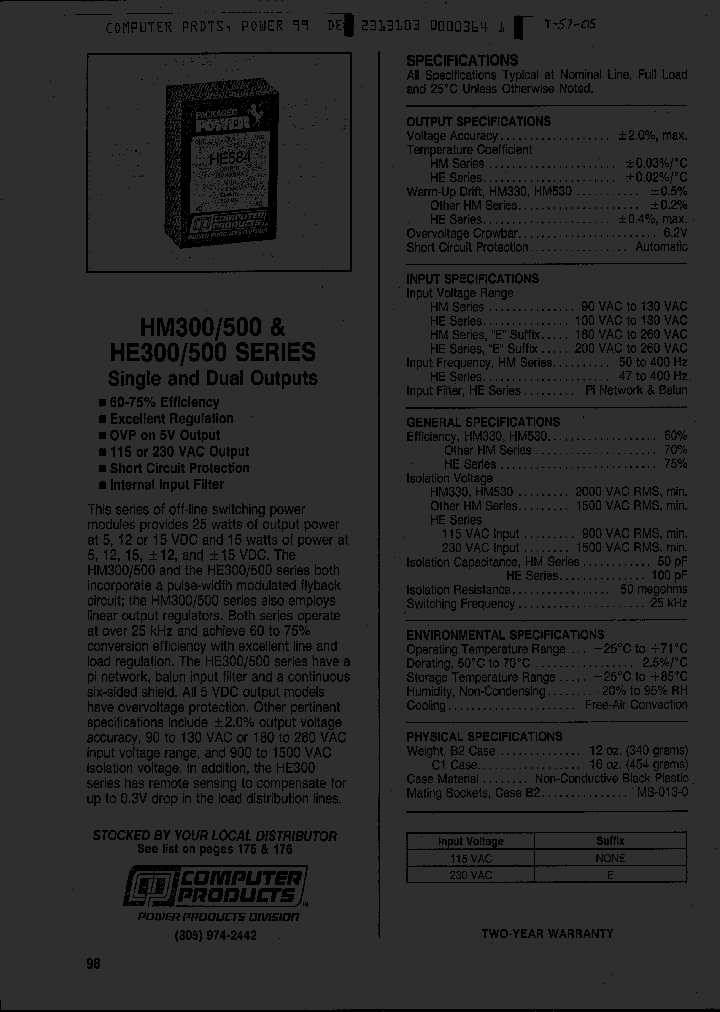 COMPUTER PRDTS, POWER 99 DE 2313103 0000364 1 T-57-05
PACKAGED
POWER
HE584
COMPUTER
PRODUCTS
POWER PRODUCTS DIVISION
HM300/500 &
HE300/500 SERIES
Single and Dual Outputs
■ 60-75% Efficiency
■ Excellent Regulation
■ OVP on 5V Output
■ 115 or 230 VAC Output
■ Short Circuit Protection
■ Internal Input Filter
This series of off-line switching power
modules provides 25 watts of output power
at 5, 12 or 15 VDC and 15 watts of power at
5, 12, 15, ±12, and ±15 VDC. The
HM300/500 and the HE300/500 series both
incorporate a pulse-width modulated flyback
circuit; the HM300/500 series also employs
linear output regulators. Both series operate
at over 25 kHz and achieve 60 to 75%
conversion efficiency with excellent line and
load regulation. The HE300/500 series have a
pi network, balun input filter and a continuous
six-sided shield. All 5 VDC output models
have overvoltage protection. Other pertinent
specifications include ±2.0% output voltage
accuracy, 90 to 130 VAC or 180 to 260 VAC
input voltage range, and 900 to 1500 VAC
isolation voltage. In addition, the HE300
series has remote sensing to compensate for
up to 0.3V drop in the load distribution lines.
STOCKED BY YOUR LOCAL DISTRIBUTOR
See list on pages 175 & 176
COMPUTER
PRODUCTS
POWER PRODUCTS DIVISION
(305) 974-2442
98
SPECIFICATIONS
All Specifications Typical at Nominal Line, Full Load
and 25°C Unless Otherwise Noted.
OUTPUT SPECIFICATIONS
Voltage Accuracy ................... ±2.0%, max.
Temperature Coefficient
HM Series ...................... ±0.03%/°C
HE Series ...................... ±0.02%/°C
Warm-Up Drift, HM330, HM530 ........... ±0.5%
Other HM Series ..................... ±0.2%
HE Series ...................... ±0.4%, max.
Overvoltage Crowbar ........................ 6.2V
Short Circuit Protection ................ Automatic
INPUT SPECIFICATIONS
Input Voltage Range
HM Series ............... 90 VAC to 130 VAC
HE Series ............... 100 VAC to 130 VAC
HM Series, "E" Suffix ..... 180 VAC to 260 VAC
HE Series, "E" Suffix ..... 200 VAC to 260 VAC
Input Frequency, HM Series .......... 50 to 400 Hz
HE Series ...................... 47 to 400 Hz
Input Filter, HE Series ......... Pi Network & Balun
GENERAL SPECIFICATIONS
Efficiency, HM330, HM530 ................... 60%
Other HM Series ..................... 70%
HE Series ........................... 75%
Isolation Voltage
HM330, HM530 ......... 2000 VAC RMS, min.
Other HM Series ......... 1500 VAC RMS, min.
HE Series
115 VAC Input ......... 900 VAC RMS, min.
230 VAC Input ........ 1500 VAC RMS, min.
Isolation Capacitance, HM Series ............ 50 pF
HE Series ............... 100 pF
Isolation Resistance ................ 50 megohms
Switching Frequency ...................... 25 kHz
ENVIRONMENTAL SPECIFICATIONS
Operating Temperature Range ... −25°C to +71°C
Derating, 50°C to 70°C ................. 2.5%/°C
Storage Temperature Range ..... −25°C to +85°C
Humidity, Non-Condensing ......... 20% to 95% RH
Cooling ...................... Free-Air Convection
PHYSICAL SPECIFICATIONS
Weight, B2 Case .............. 12 oz. (340 grams)
C1 Case .................. 16 oz. (454 grams)
Case Material ........ Non-Conductive Black Plastic
Mating Sockets, Case B2 ............... MS-013-0
Input Voltage Suffix
115 VAC NONE
230 VAC E
TWO-YEAR WARRANTY